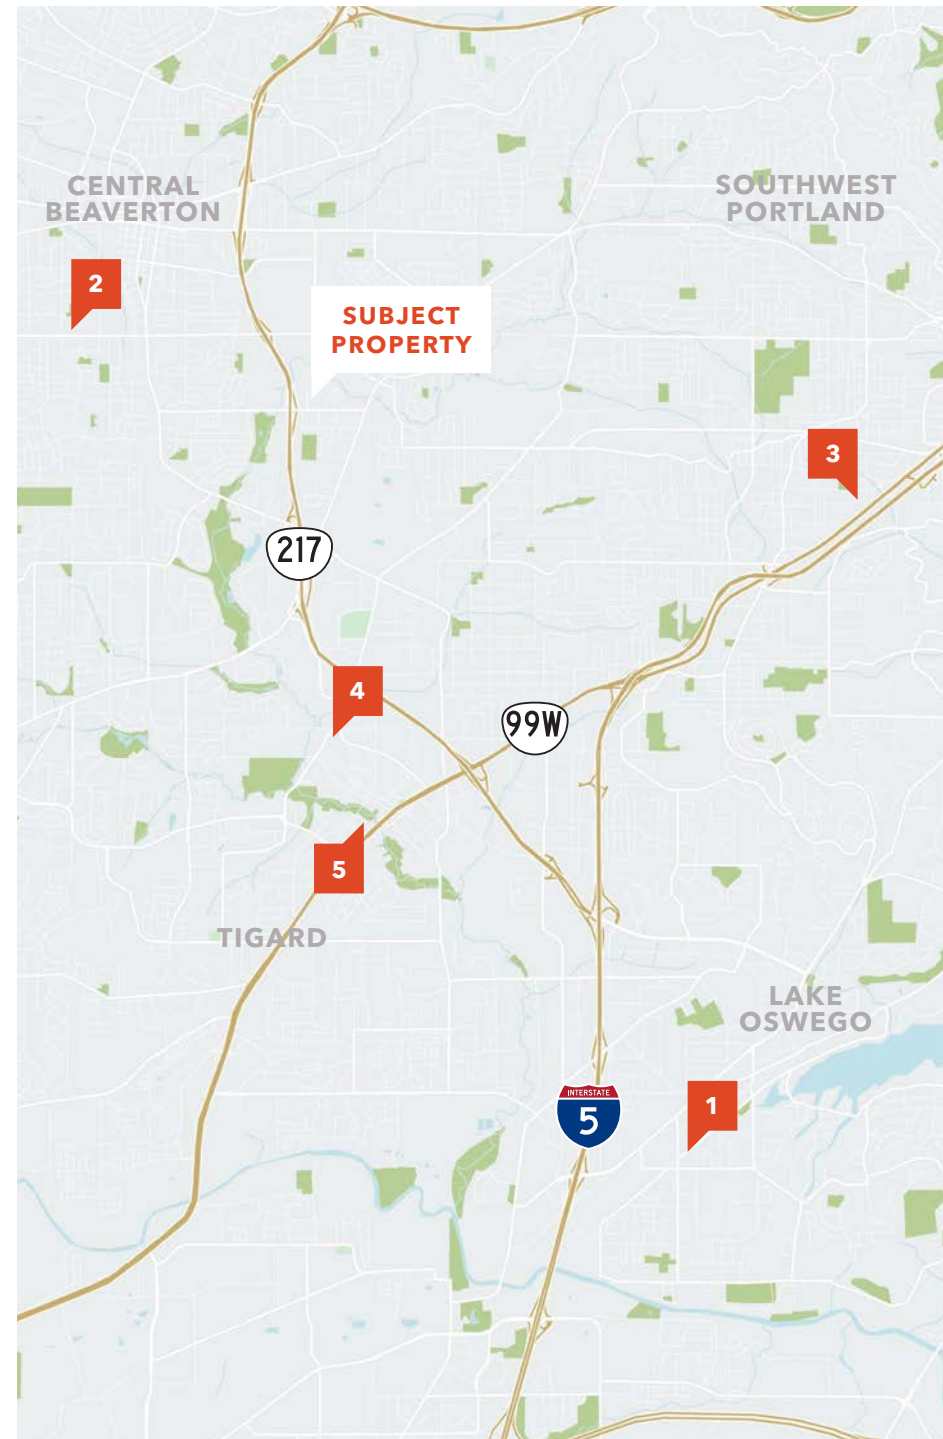 CENTRAL
BEAVERTON
SOUTHWEST
PORTLAND
2
SUBJECT
PROPERTY
3
217
4
99W
5
TIGARD
LAKE
OSWEGO
INTERSTATE
5
1